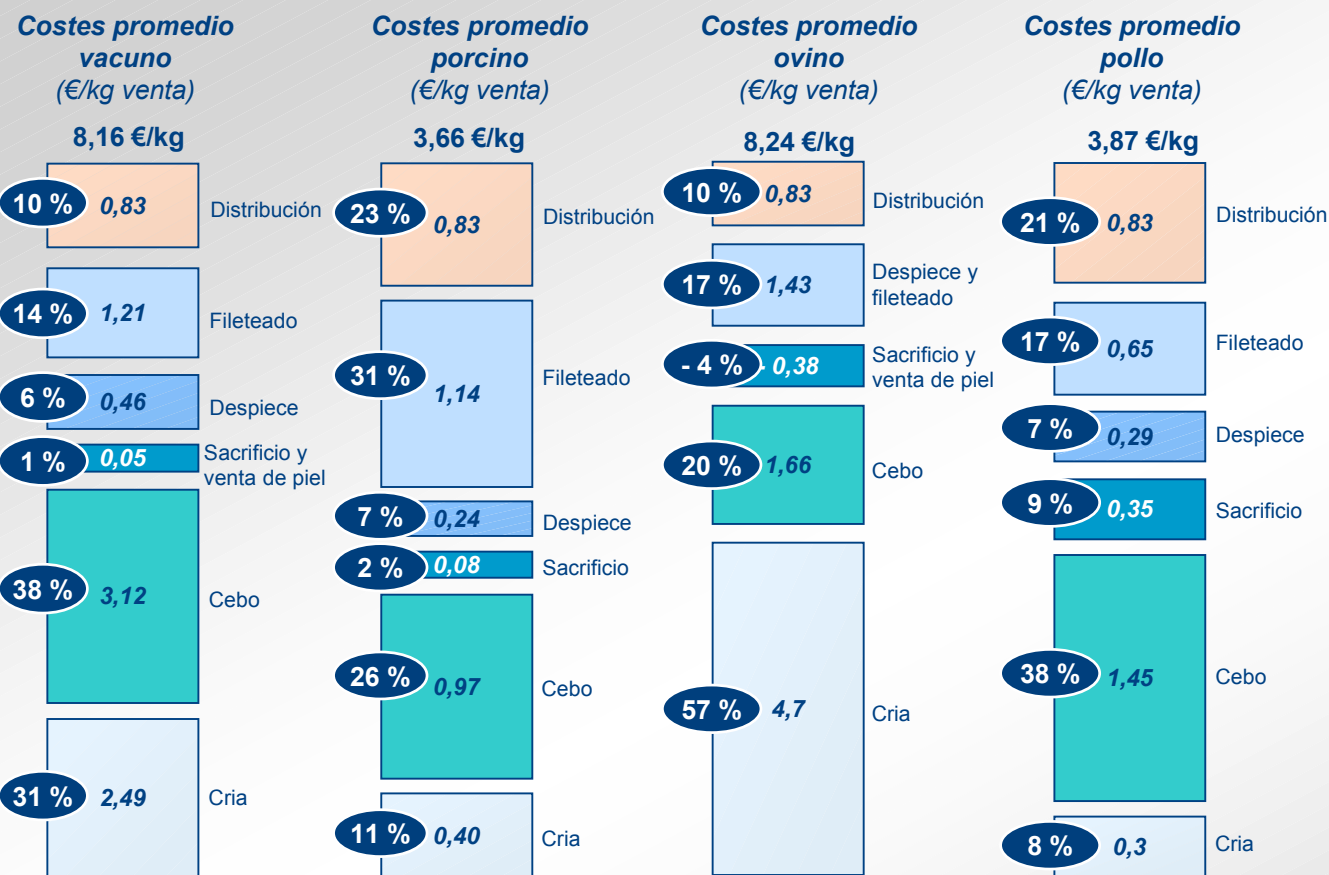 Costes promedio
vacuno
(€/kg venta)
8,16 €/kg
10 % 0,83 Distribución
14 % 1,21 Fileteado
6 % 0,46 Despiece
1 % 0,05 Sacrificio y
venta de piel
38 % 3,12 Cebo
31 % 2,49 Cria
Costes promedio
porcino
(€/kg venta)
3,66 €/kg
23 % 0,83 Distribución
31 % 1,14 Fileteado
7 % 0,24 Despiece
2 % 0,08 Sacrificio
26 % 0,97 Cebo
11 % 0,40 Cria
Costes promedio
ovino
(€/kg venta)
8,24 €/kg
10 % 0,83 Distribución
17 % 1,43 Despiece y
fileteado
- 4 % - 0,38 Sacrificio y
venta de piel
20 % 1,66 Cebo
57 % 4,7 Cria
Costes promedio
pollo
(€/kg venta)
3,87 €/kg
21 % 0,83 Distribución
17 % 0,65 Fileteado
7 % 0,29 Despiece
9 % 0,35 Sacrificio
38 % 1,45 Cebo
8 % 0,3 Cria